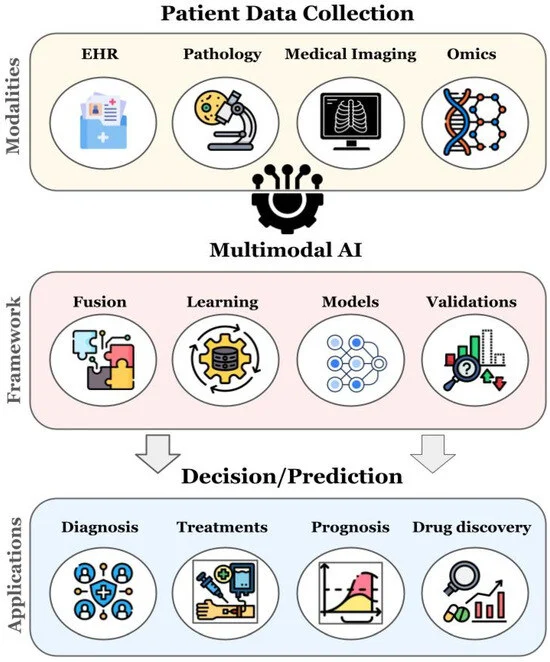 Patient Data Collection
Modalities
EHR
Pathology
Medical Imaging
Omics
Multimodal AI
Framework
Fusion
Learning
Models
Validations
?
Decision/Prediction
Applications
Diagnosis
Treatments
Prognosis
Drug discovery